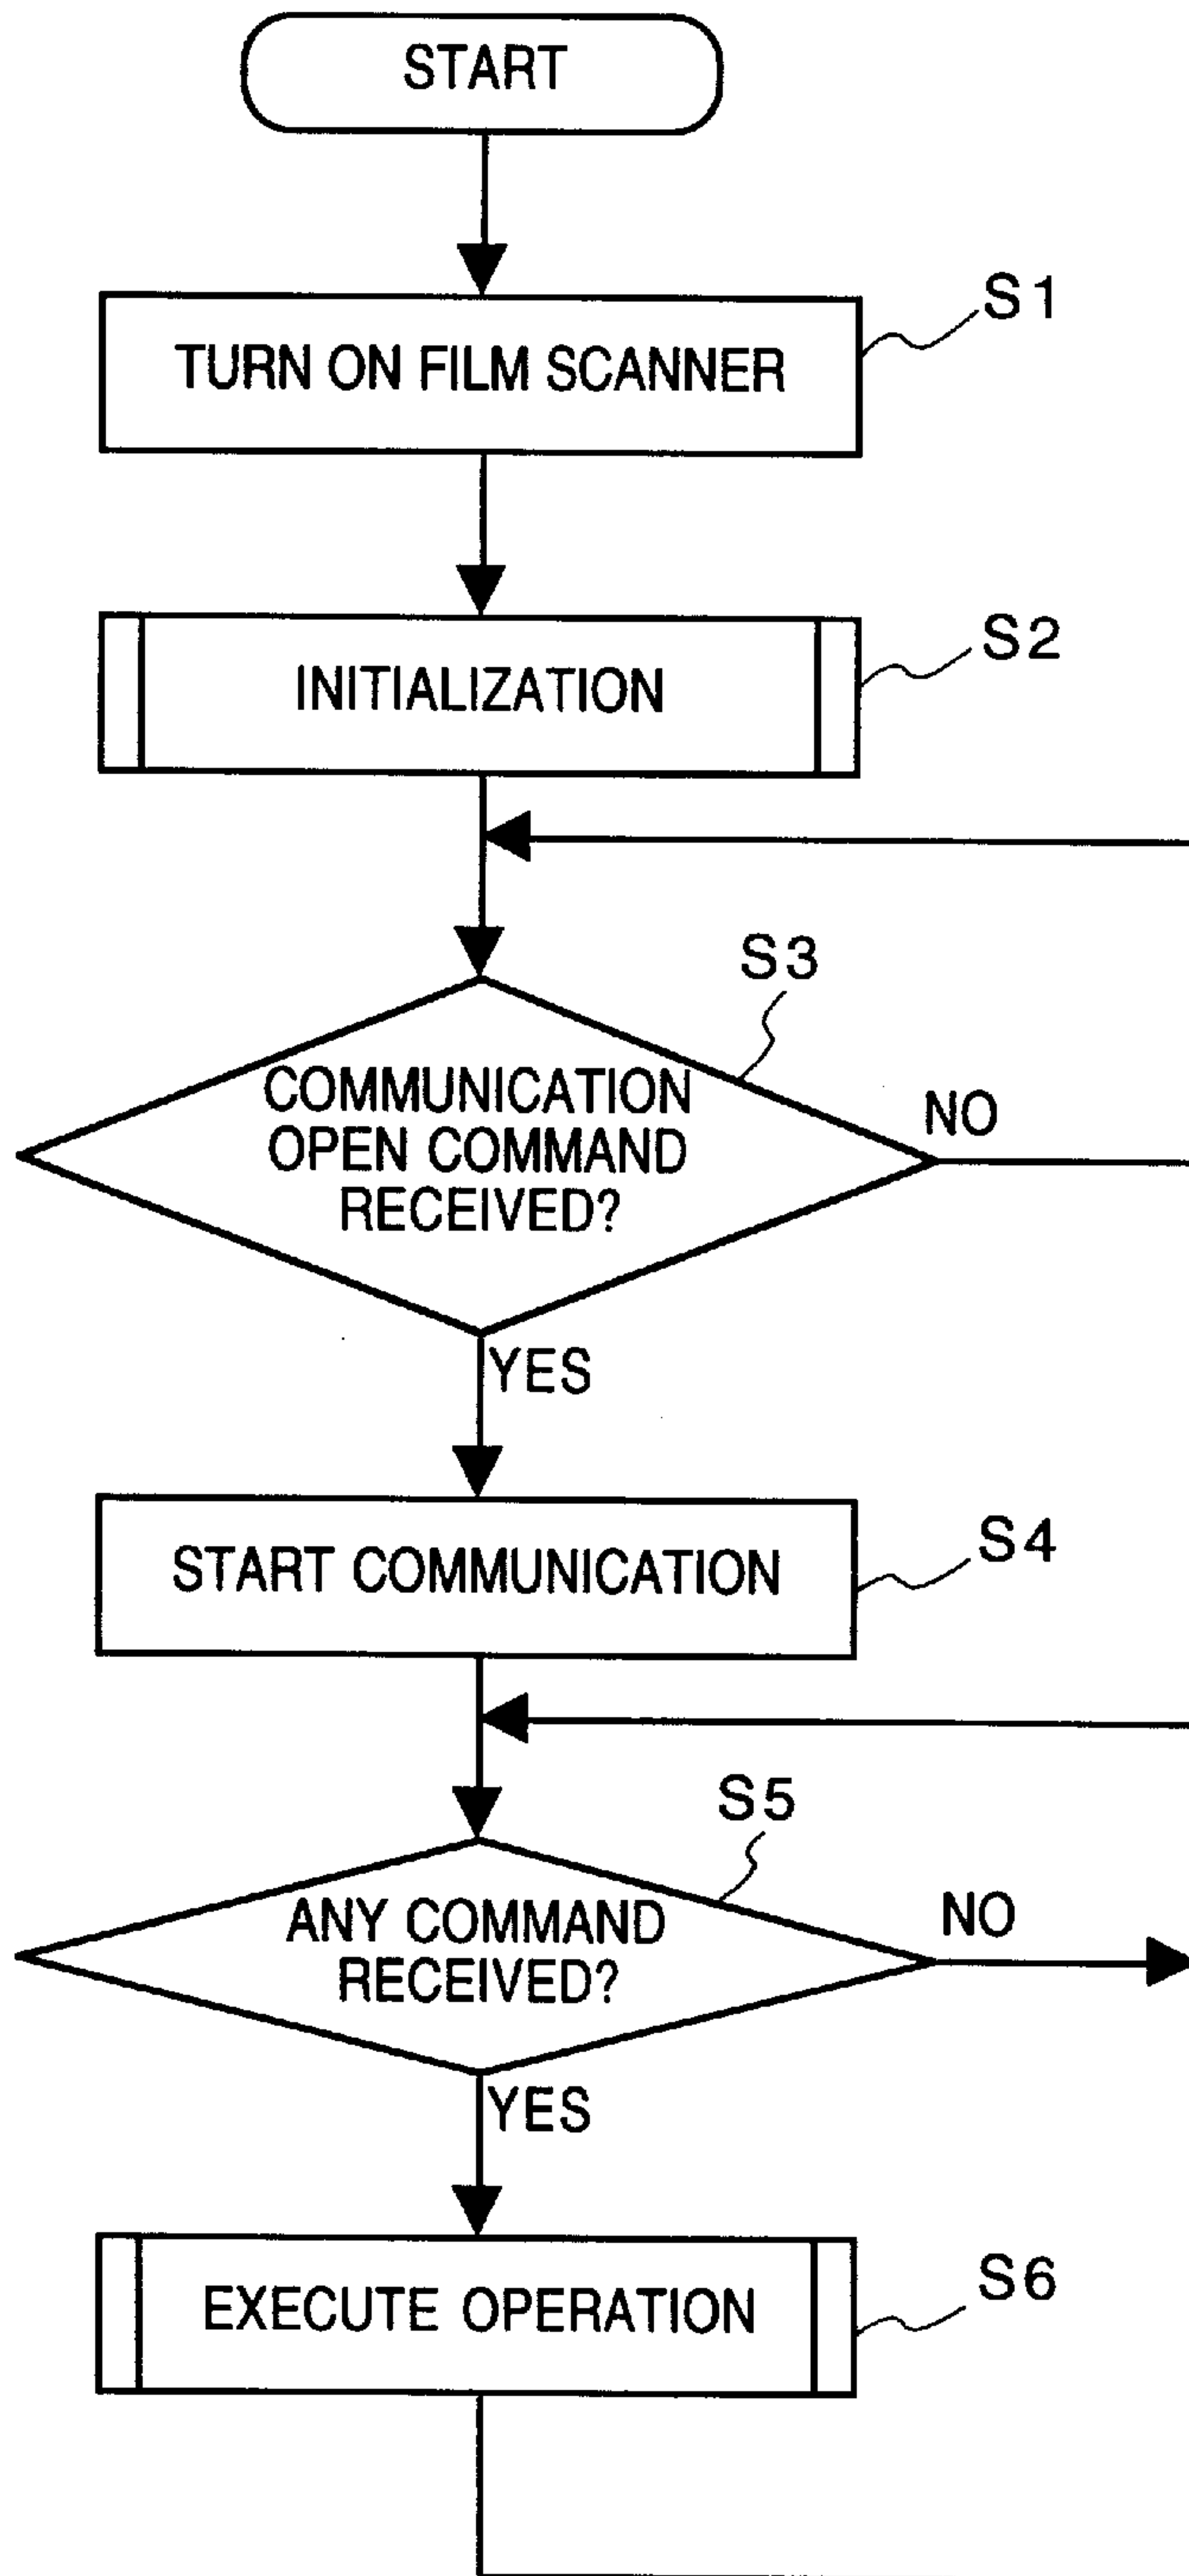 START
S1
TURN ON FILM SCANNER
S2
INITIALIZATION
S3
COMMUNICATION
OPEN COMMAND
RECEIVED?
NO
YES
S4
START COMMUNICATION
S5
ANY COMMAND
RECEIVED?
NO
YES
S6
EXECUTE OPERATION